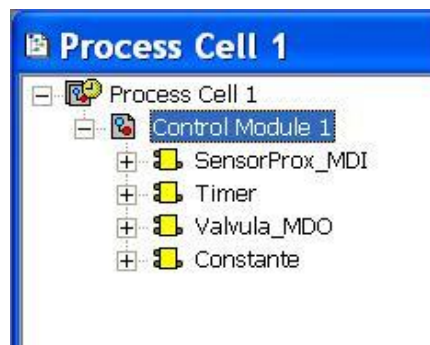 Process Cell 1
Process Cell 1
Control Module 1
SensorProx_MDI
Timer
Valvula_MDO
Constante